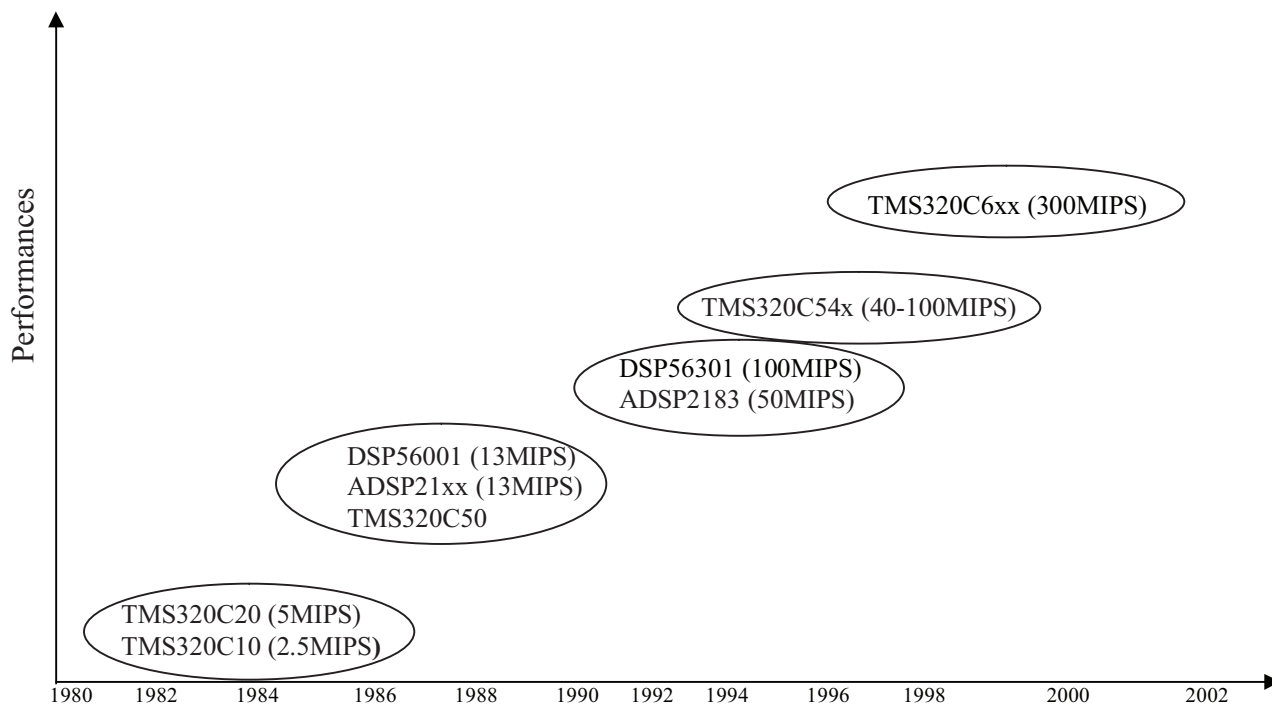 Performances
TMS320C6xx (300MIPS)
TMS320C54x (40-100MIPS)
DSP56301 (100MIPS)
ADSP2183 (50MIPS)
DSP56001 (13MIPS)
ADSP21xx (13MIPS)
TMS320C50
TMS320C20 (5MIPS)
TMS320C10 (2.5MIPS)
1980 1982 1984 1986 1988 1990 1992 1994 1996 1998 2000 2002